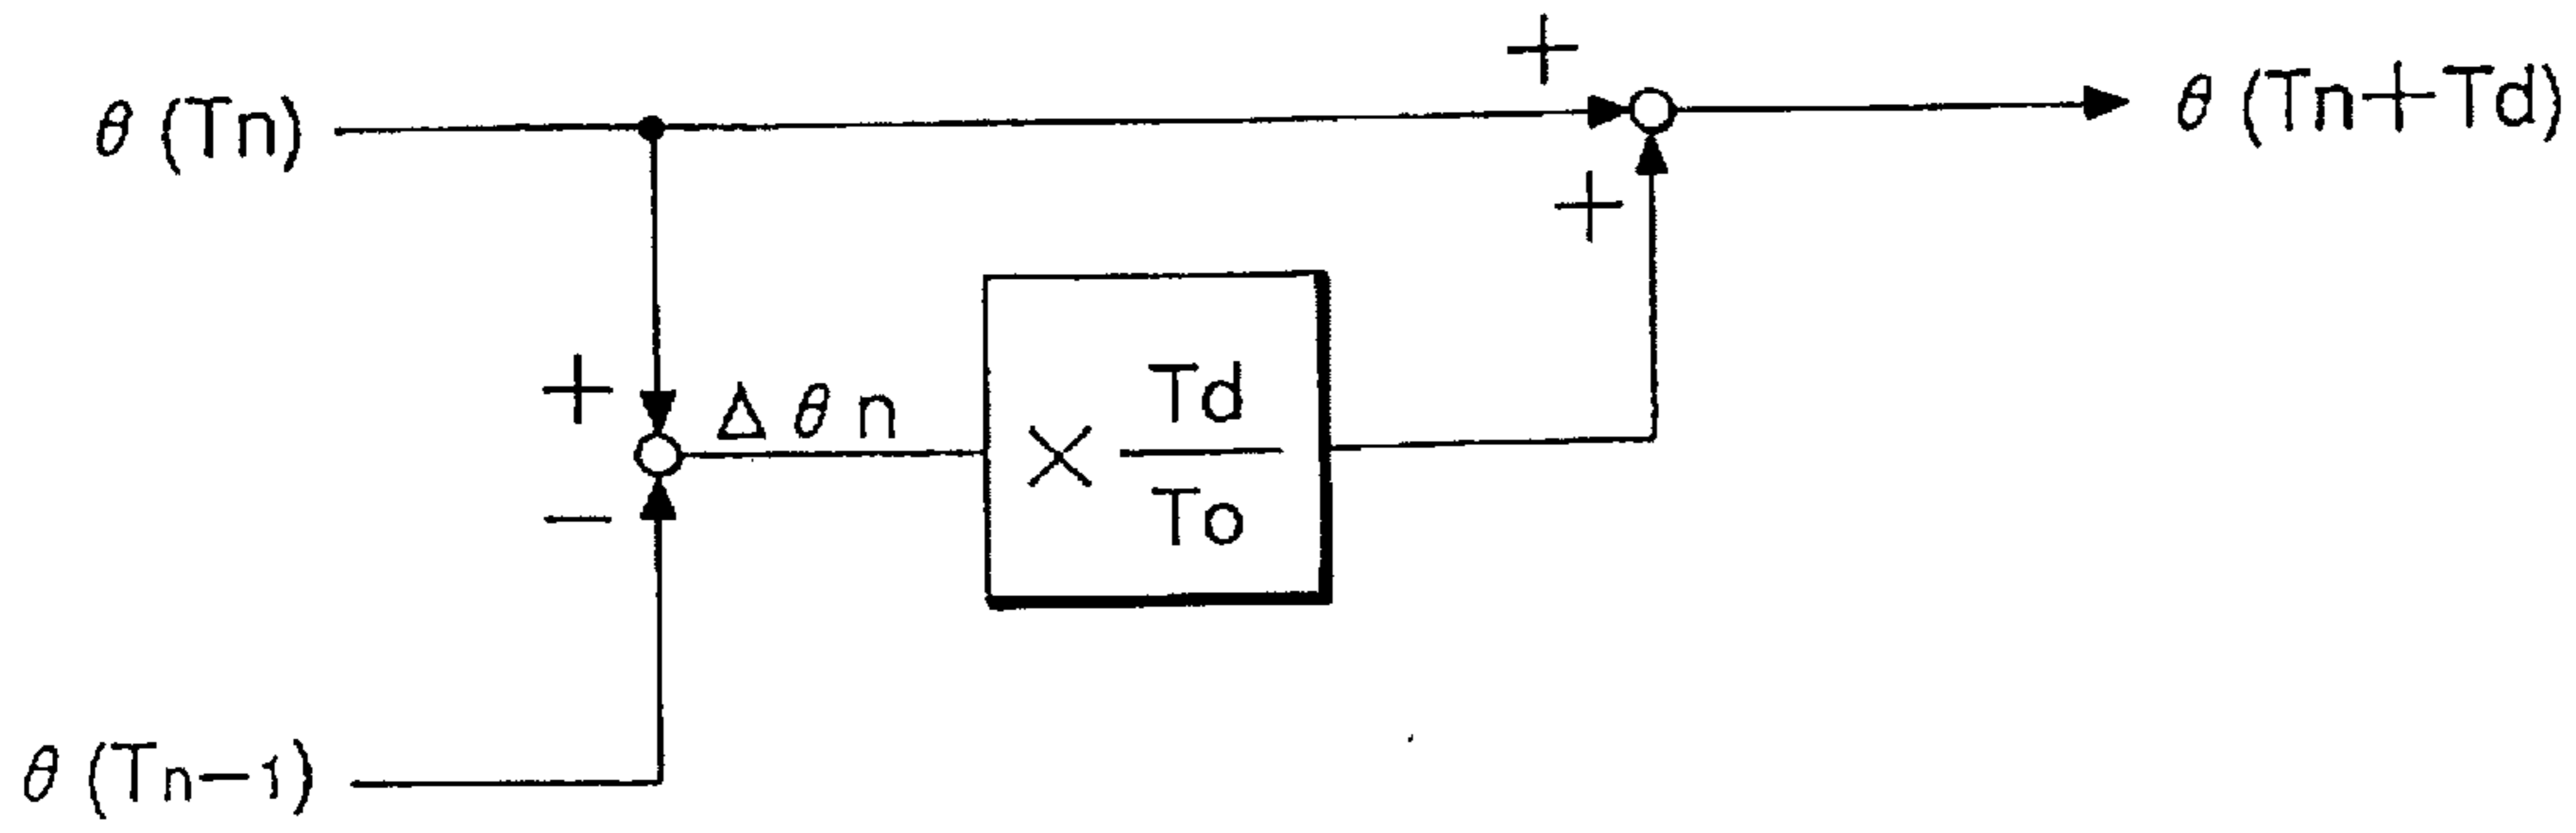 θ (Tn)
+
θ (Tn+Td)
+
+
Δ θ n
× Td
To
−
θ (Tn−1)